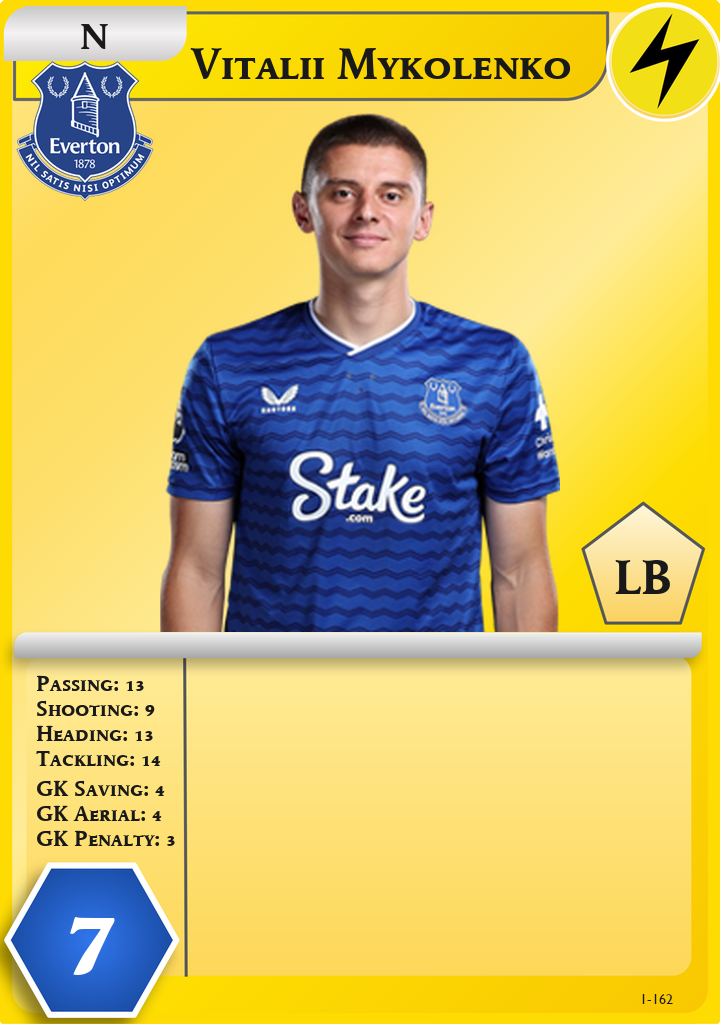 N
Vitalii Mykolenko
Everton
1878
NIL SATIS NISI OPTIMUM
Everton
Stake
.com
LB
Passing: 13
Shooting: 9
Heading: 13
Tackling: 14
GK Saving: 4
GK Aerial: 4
GK Penalty: 3
7
1-162